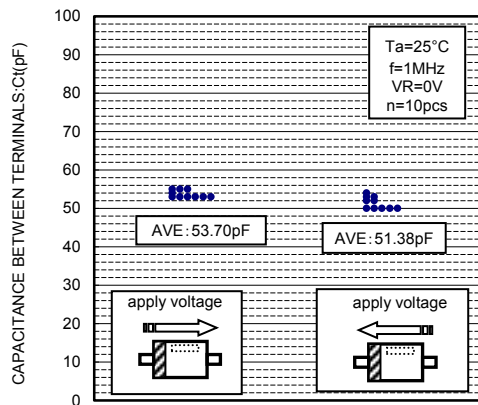 CAPACITANCE BETWEEN TERMINALS:Ct(pF)
100
90
80
70
60
50
40
30
20
10
0
Ta=25°C
f=1MHz
VR=0V
n=10pcs
AVE:53.70pF
AVE:51.38pF
apply voltage
apply voltage